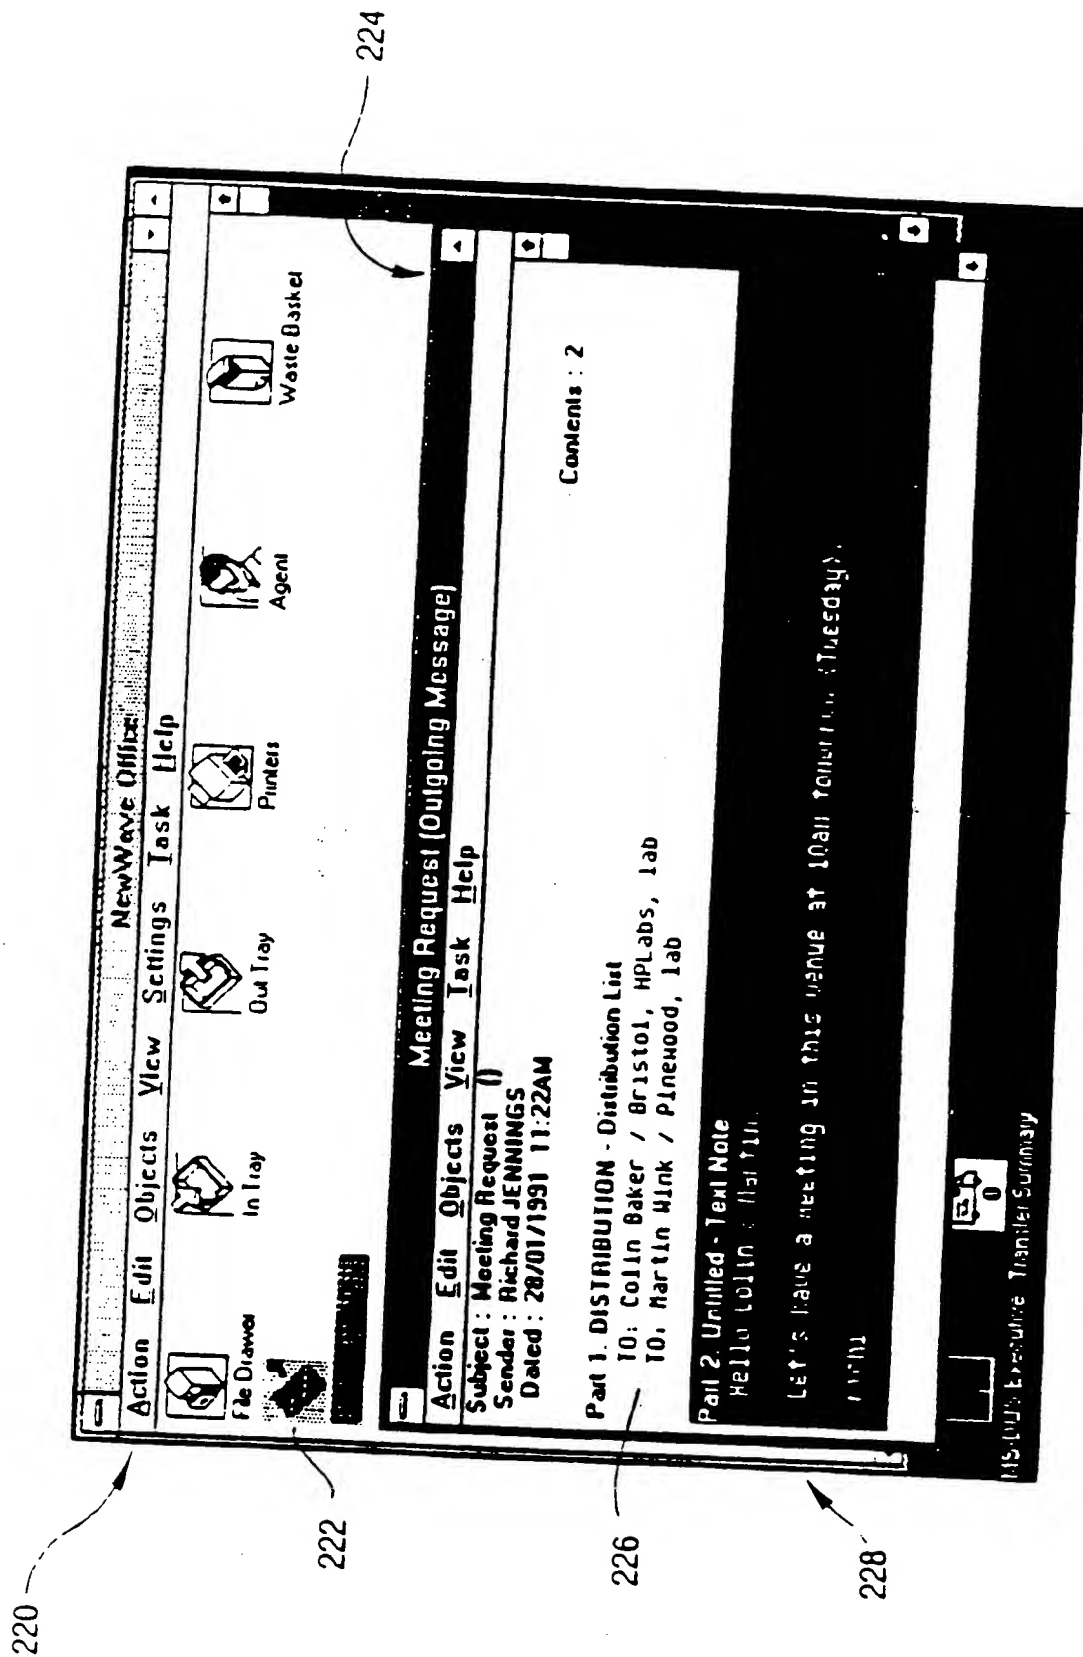 220
224
NewWave Office
Action Edit Objects View Settings Task Help
File Drawer
In Tray
Out Tray
Printers
Agent
Waste Basket
222
Meeting Request (Outgoing Message)
Action Edit Objects View Task Help
Subject : Meeting Request ()
Sender : Richard JENNINGS
Dated : 28/01/1991 11:22AM
Contents : 2
Part 1. DISTRIBUTION - Distribution List
TO: Colin Baker / Bristol, HPLabs, lab
TO: Martin Wink / Pinewood, lab
226
Part 2. Untitled - Text Note
Hello Colin
Let's have a meeting in this venue at 10am (Tuesday).
228
0
MS-DOS Executive Transfer Summary